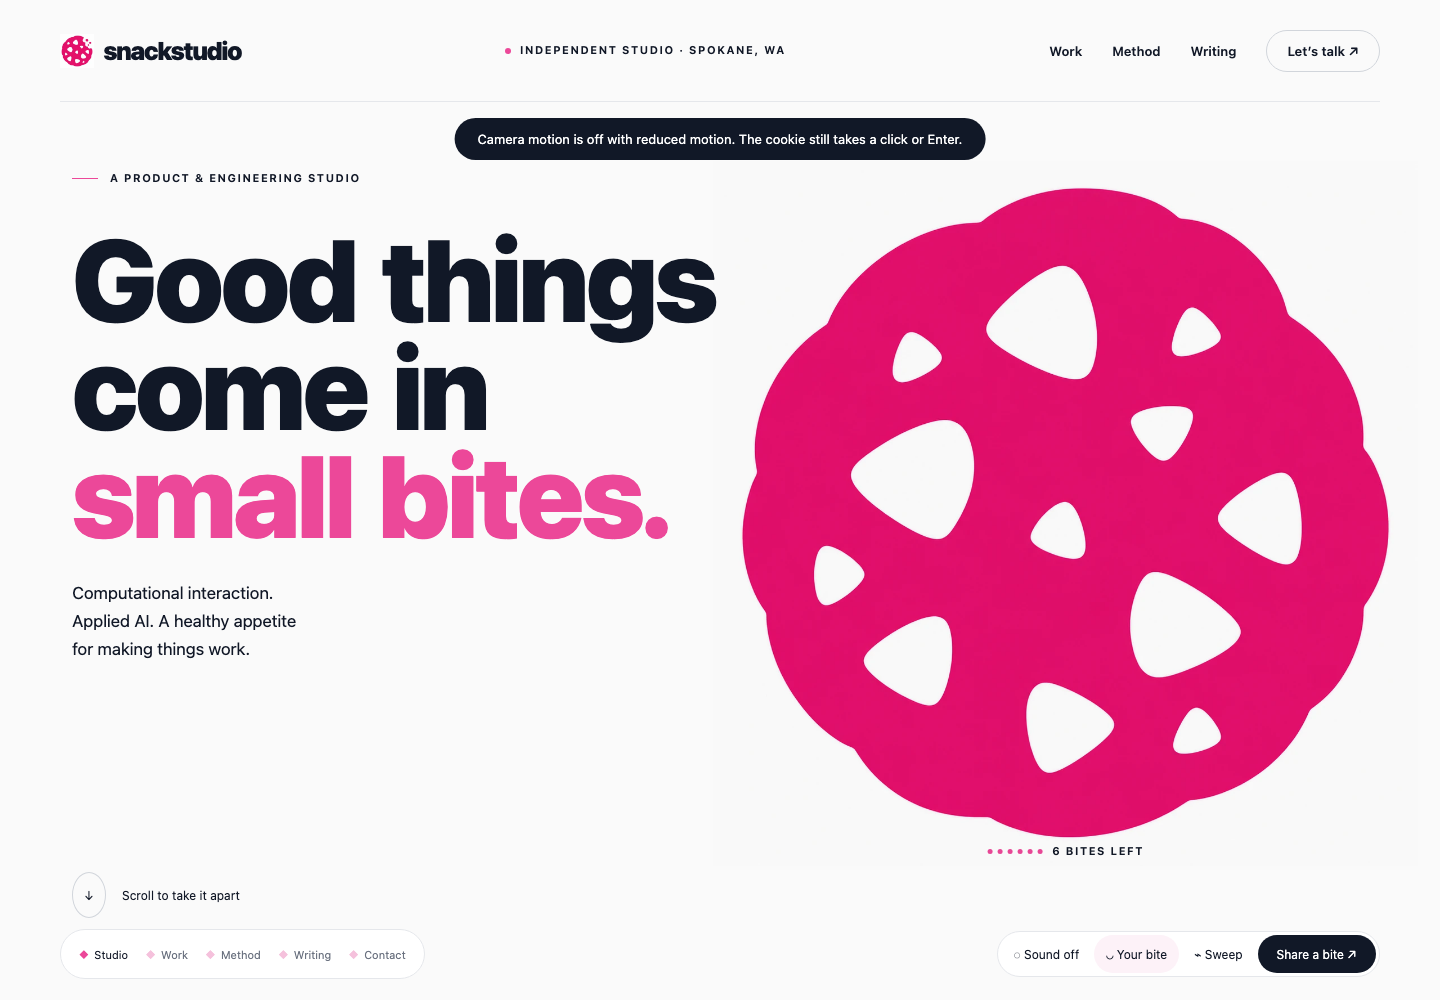 snackstudio
INDEPENDENT STUDIO · SPOKANE, WA
Work
Method
Writing
Let's talk ↗
Camera motion is off with reduced motion. The cookie still takes a click or Enter.
A PRODUCT & ENGINEERING STUDIO
Good things
come in
small bites.
Computational interaction.
Applied AI. A healthy appetite
for making things work.
6 BITES LEFT
↓ Scroll to take it apart
Studio
Work
Method
Writing
Contact
Sound off
Your bite
Sweep
Share a bite ↗